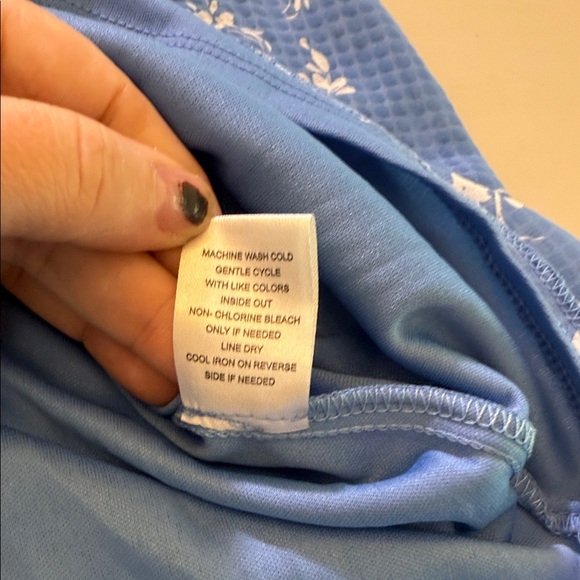 MACHINE WASH COLD
GENTLE CYCLE
WITH LIKE COLORS
INSIDE OUT
NON- CHLORINE BLEACH
ONLY IF NEEDED
LINE DRY
COOL IRON ON REVERSE
SIDE IF NEEDED